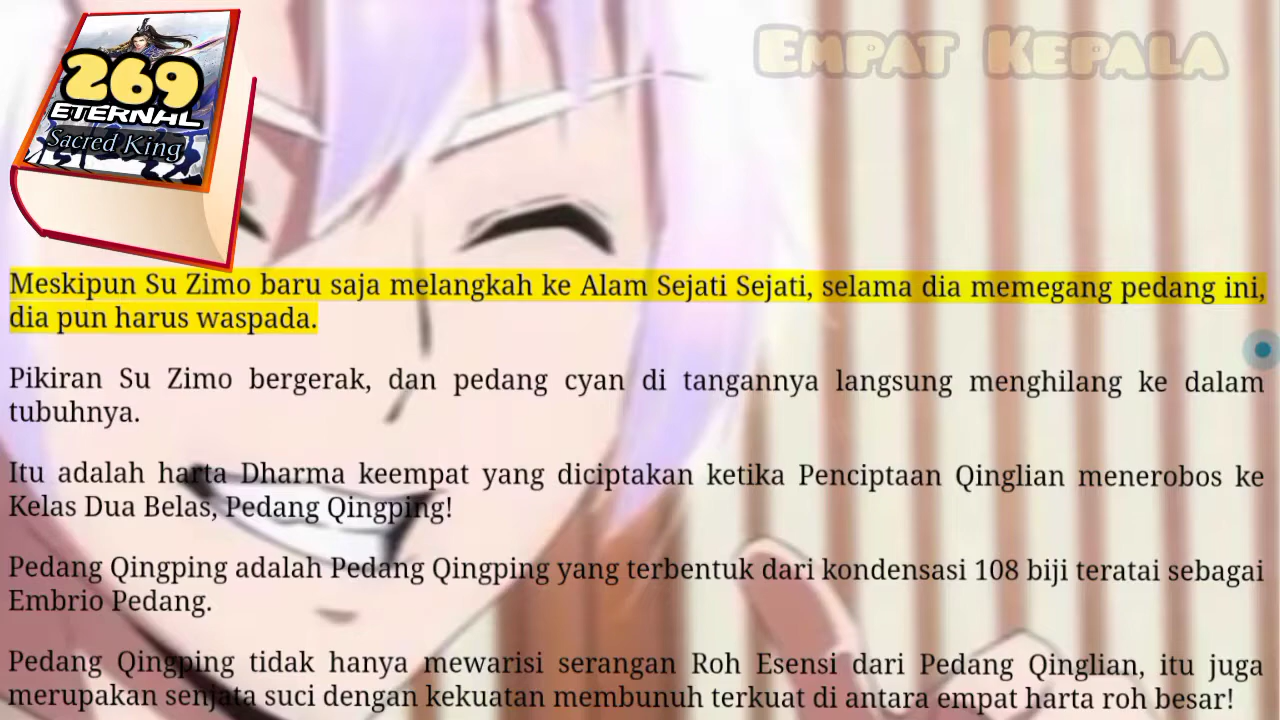 EMPAT KEPALA
269
ETERNAL
Sacred King
Meskipun Su Zimo baru saja melangkah ke Alam Sejati Sejati, selama dia memegang pedang ini,
dia pun harus waspada.
Pikiran Su Zimo bergerak, dan pedang cyan di tangannya langsung menghilang ke dalam
tubuhnya.
Itu adalah harta Dharma keempat yang diciptakan ketika Penciptaan Qinglian menerobos ke
Kelas Dua Belas, Pedang Qingping!
Pedang Qingping adalah Pedang Qingping yang terbentuk dari kondensasi 108 biji teratai sebagai
Embrio Pedang.
Pedang Qingping tidak hanya mewarisi serangan Roh Esensi dari Pedang Qinglian, itu juga
merupakan senjata suci dengan kekuatan membunuh terkuat di antara empat harta roh besar!